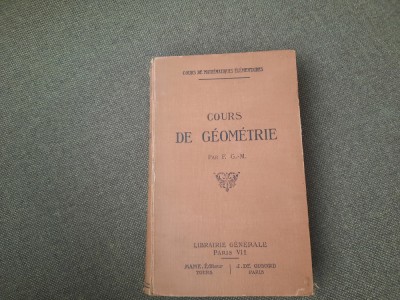 COURS DE MATHÉMATIQUES ÉLÉMENTAIRES
COURS
DE GÉOMÉTRIE
PAR F. G.-M.
LIBRAIRIE GÉNÉRALE
PARIS VII
MAME, Éditeur
TOURS
J. DE GIGORD
PARIS